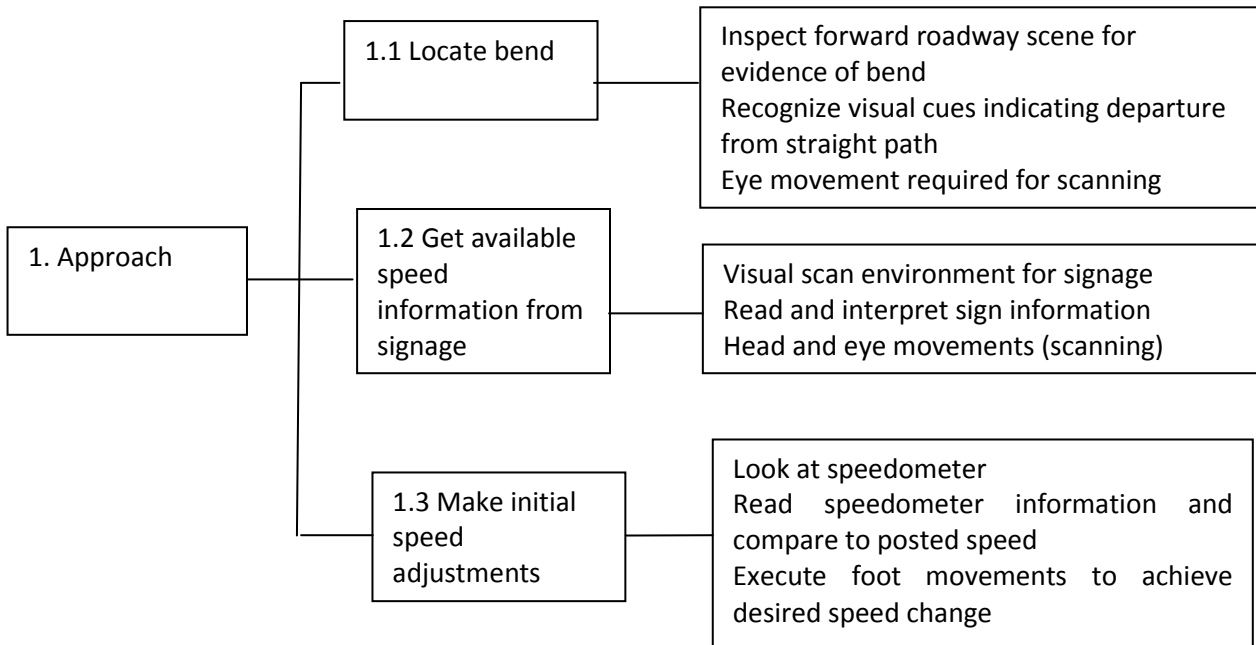 1.1 Locate bend
Inspect forward roadway scene for
evidence of bend
Recognize visual cues indicating departure
from straight path
Eye movement required for scanning
1. Approach
1.2 Get available
speed
information from
signage
Visual scan environment for signage
Read and interpret sign information
Head and eye movements (scanning)
1.3 Make initial
speed
adjustments
Look at speedometer
Read speedometer information and
compare to posted speed
Execute foot movements to achieve
desired speed change